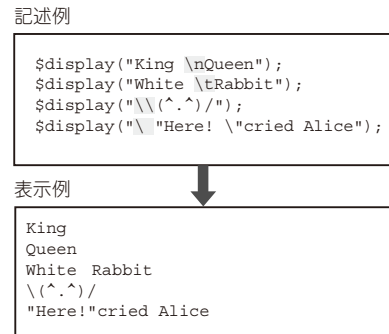 記述例
$display("King \nQueen");
$display("White \tRabbit");
$display("\\(^.^)/");
$display("\ "Here! \"cried Alice");
表示例
King
Queen
White Rabbit
\(^.^)/
"Here!"cried Alice